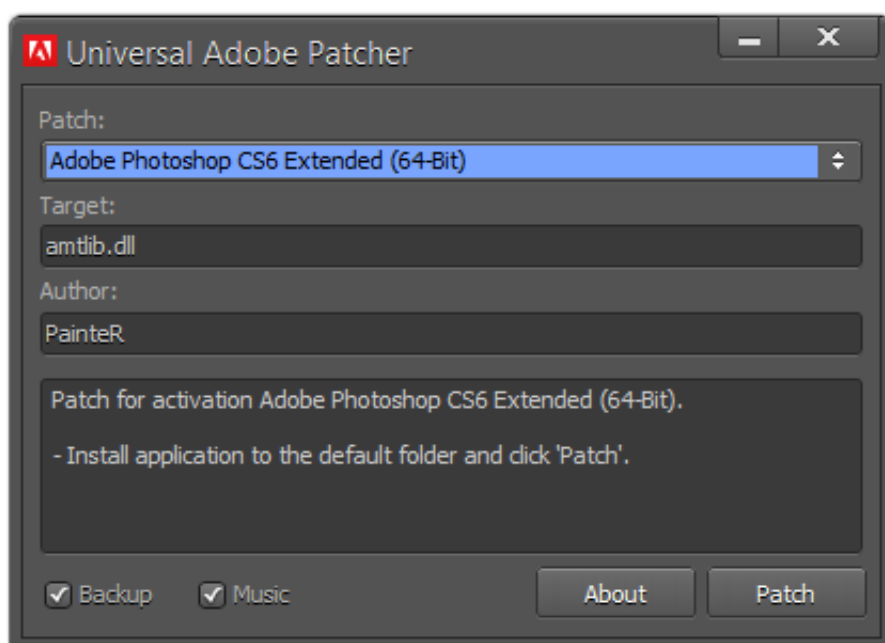 Universal Adobe Patcher
Patch:
Adobe Photoshop CS6 Extended (64-Bit)
Target:
amtlib.dll
Author:
PainteR
Patch for activation Adobe Photoshop CS6 Extended (64-Bit).
- Install application to the default folder and click 'Patch'.
Backup Music About Patch